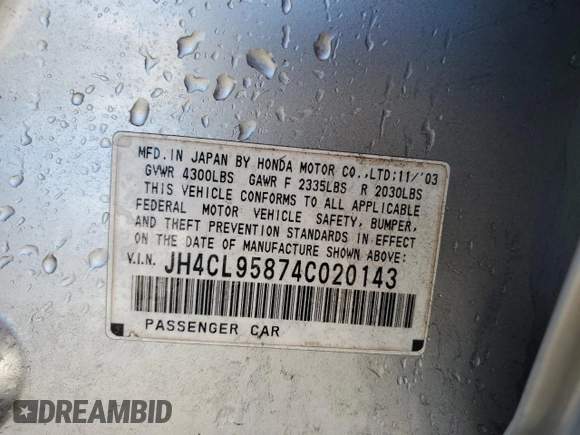 MFD.IN JAPAN BY HONDA MOTOR CO.,LTD:11/'03
GVWR 4300LBS GAWR F 2335LBS R 2030LBS
THIS VEHICLE CONFORMS TO ALL APPLICABLE
FEDERAL MOTOR VEHICLE SAFETY, BUMPER,
AND THEFT PREVENTION STANDARDS IN EFFECT
ON THE DATE OF MANUFACTURE SHOWN ABOVE:
V.I.N. JH4CL95874C020143
PASSENGER CAR
DREAMBID